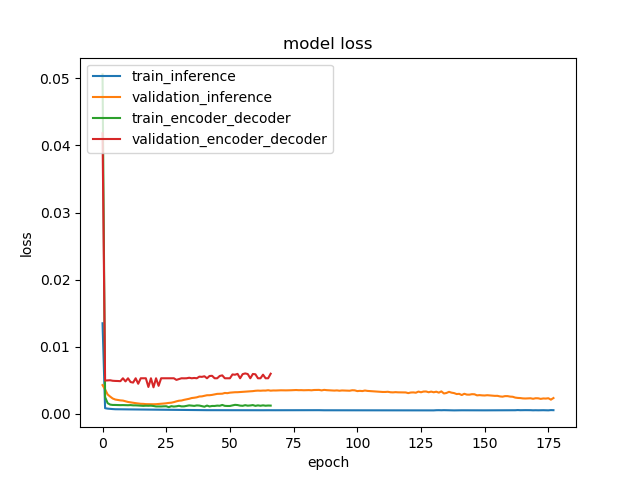 model loss
train_inference
validation_inference
train_encoder_decoder
validation_encoder_decoder
0.05
0.04
0.03
0.02
0.01
0.00
loss
0
25
50
75
100
125
150
175
epoch